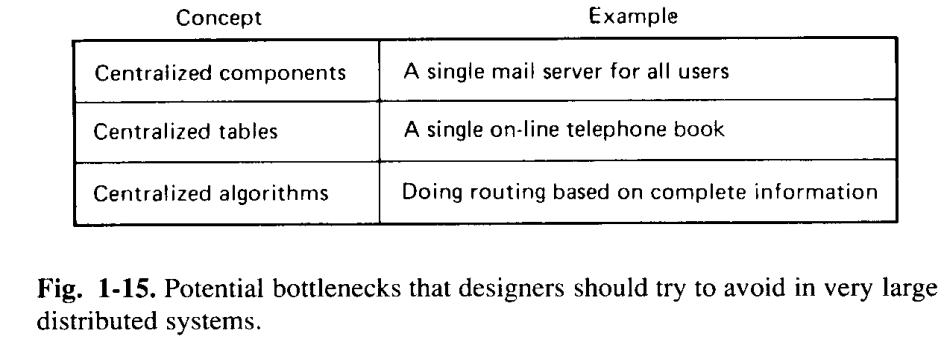 Concept Example
Centralized components A single mail server for all users
Centralized tables A single on-line telephone book
Centralized algorithms Doing routing based on complete information
Fig. 1-15. Potential bottlenecks that designers should try to avoid in very large
distributed systems.